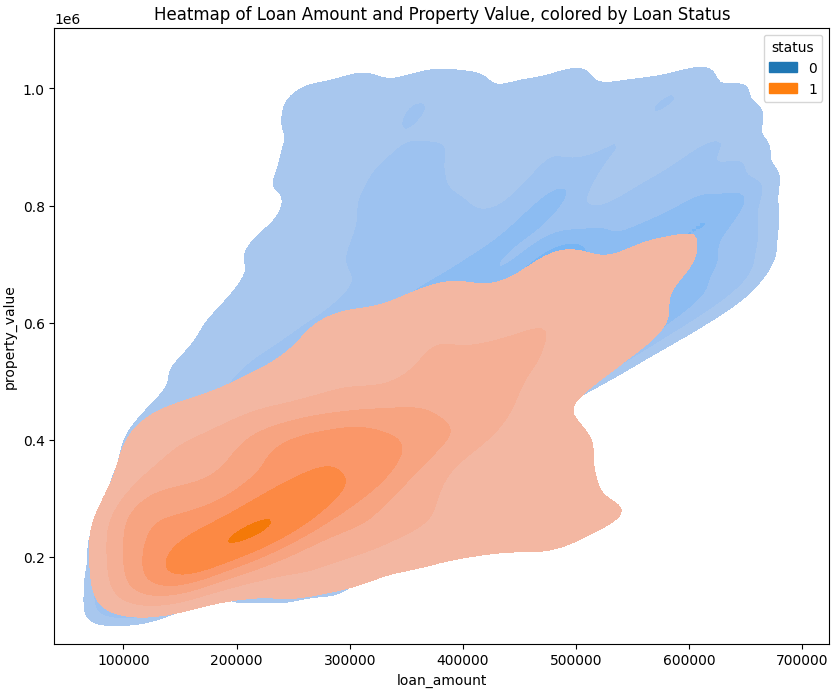 Heatmap of Loan Amount and Property Value, colored by Loan Status
1e6
status
0
1
1.0
0.8
0.6
0.4
0.2
property_value
100000 200000 300000 400000 500000 600000 700000
loan_amount